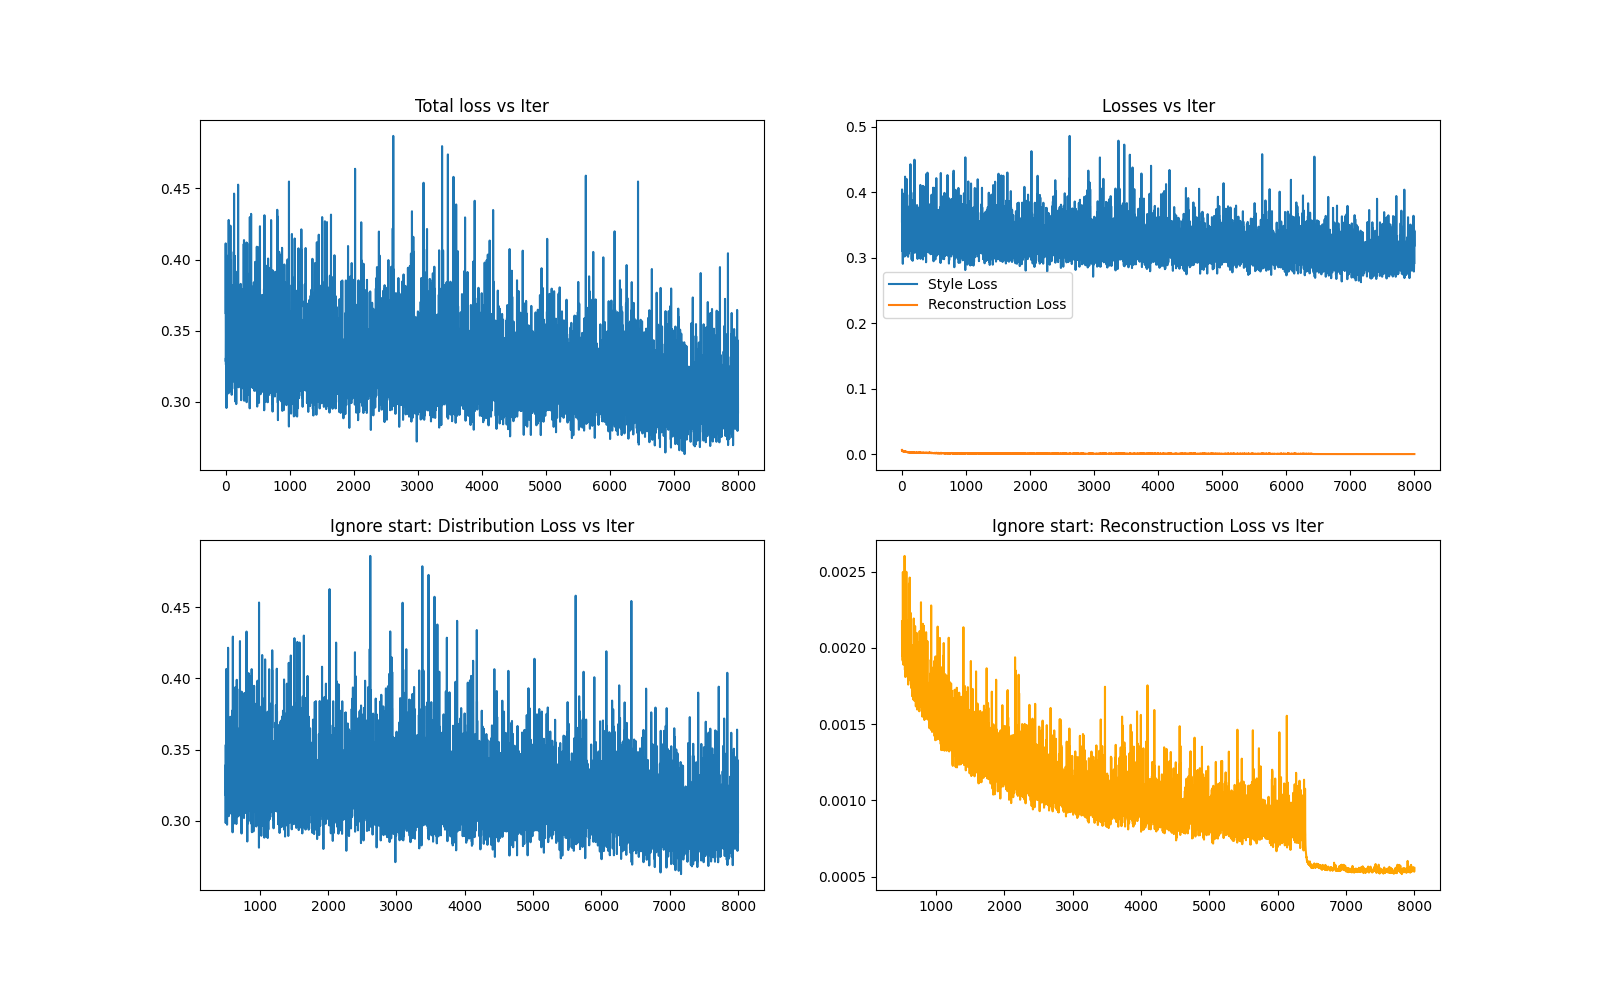 Total loss vs Iter
0.45
0.40
0.35
0.30
0 1000 2000 3000 4000 5000 6000 7000 8000
Losses vs Iter
0.5
0.4
0.3
0.2
0.1
0.0
Style Loss
Reconstruction Loss
0 1000 2000 3000 4000 5000 6000 7000 8000
Ignore start: Distribution Loss vs Iter
0.45
0.40
0.35
0.30
1000 2000 3000 4000 5000 6000 7000 8000
Ignore start: Reconstruction Loss vs Iter
0.0025
0.0020
0.0015
0.0010
0.0005
1000 2000 3000 4000 5000 6000 7000 8000